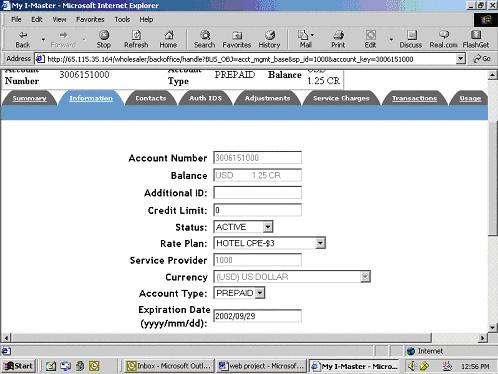 My I-Master - Microsoft Internet Explorer
File Edit View Favorites Tools Help
Back Forward Stop Refresh Home Search Favorites History Mail Print Edit Discuss Real.com FlashGet
Address http://65.115.35.164/wholesaler/backoffice/handle?BUS_OBJ=acct_mgmt_base&sp_id=1000&account_key=3006151000 Go
Account Number 3006151000 Account Type PREPAID Balance USD 1.25 CR
Summary Information Contacts Auth IDS Adjustments Service Charges Transactions Usage
Account Number 3006151000
Balance USD 1.25 CR
Additional ID:
Credit Limit: 0
Status: ACTIVE
Rate Plan: HOTEL CPE-$3
Service Provider 1000
Currency (USD) US DOLLAR
Account Type: PREPAID
Expiration Date
(yyyy/mm/dd): 2002/09/29
Internet
Start Inbox - Microsoft Outl... web project - Microsof... My I-Master - Micro... 12:56 PM